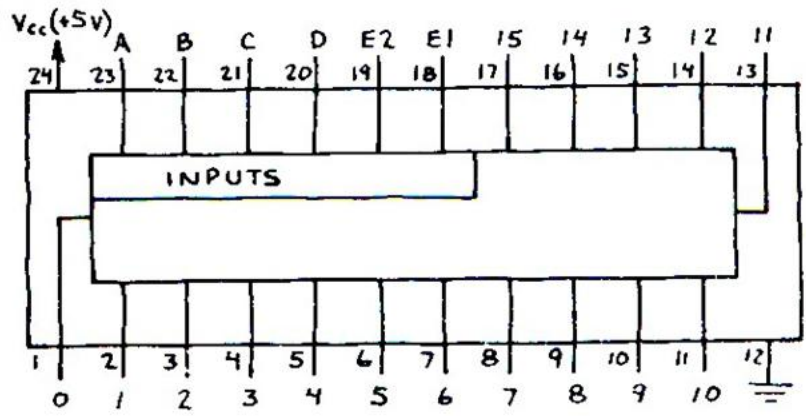 Vcc(+5V) A B C D E2 E1 15 14 13 12 11
24 23 22 21 20 19 18 17 16 15 14 13
INPUTS
1 2 3 4 5 6 7 8 9 10 11 12
0 1 2 3 4 5 6 7 8 9 10